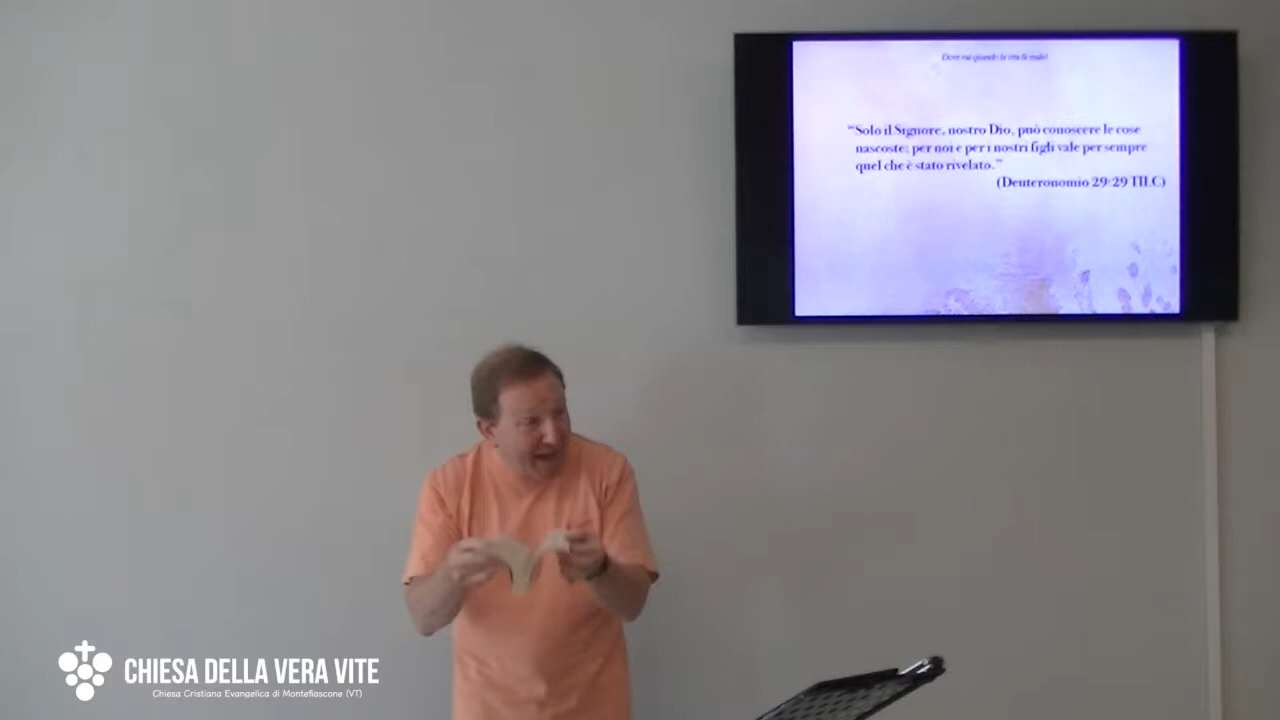 Dove vai quando la vita fa male?
“Solo il Signore, nostro Dio, può conoscere le cose
nascoste; per noi e per i nostri figli vale per sempre
quel che è stato rivelato.”
(Deuteronomio 29:29 TILC)
CHIESA DELLA VERA VITE
Chiesa Cristiana Evangelica di Montefiascone (VT)